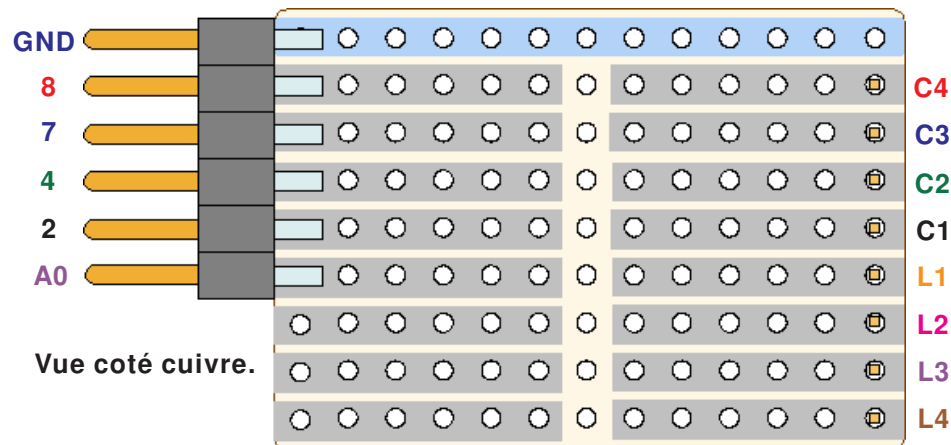 GND
8 C4
7 C3
4 C2
2 C1
A0 L1
L2
Vue coté cuivre. L3
L4